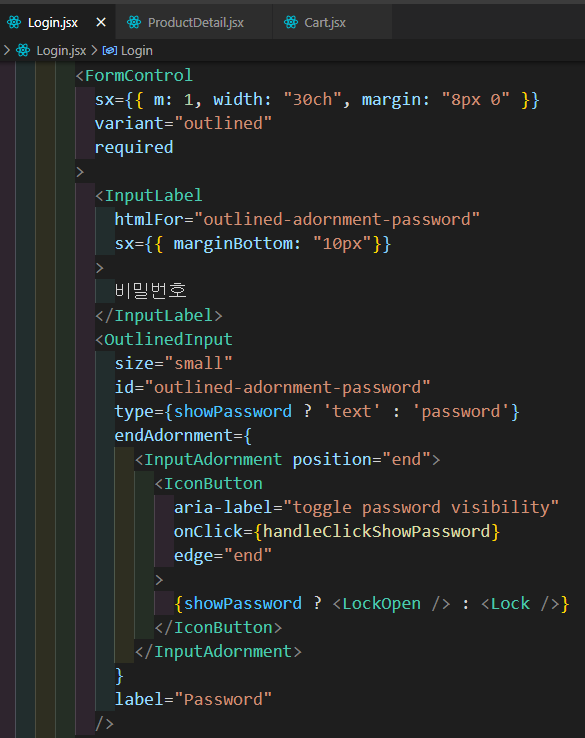 Login.jsx ProductDetail.jsx Cart.jsx
> Login.jsx > Login
<FormControl
sx={{ m: 1, width: "30ch", margin: "8px 0" }}
variant="outlined"
required
>
<InputLabel
htmlFor="outlined-adornment-password"
sx={{ marginBottom: "10px"}}
>
비밀번호
</InputLabel>
<OutlinedInput
size="small"
id="outlined-adornment-password"
type={showPassword ? 'text' : 'password'}
endAdornment={
<InputAdornment position="end">
<IconButton
aria-label="toggle password visibility"
onClick={handleClickShowPassword}
edge="end"
>
{showPassword ? <LockOpen /> : <Lock />}
</IconButton>
</InputAdornment>
}
label="Password"
/>